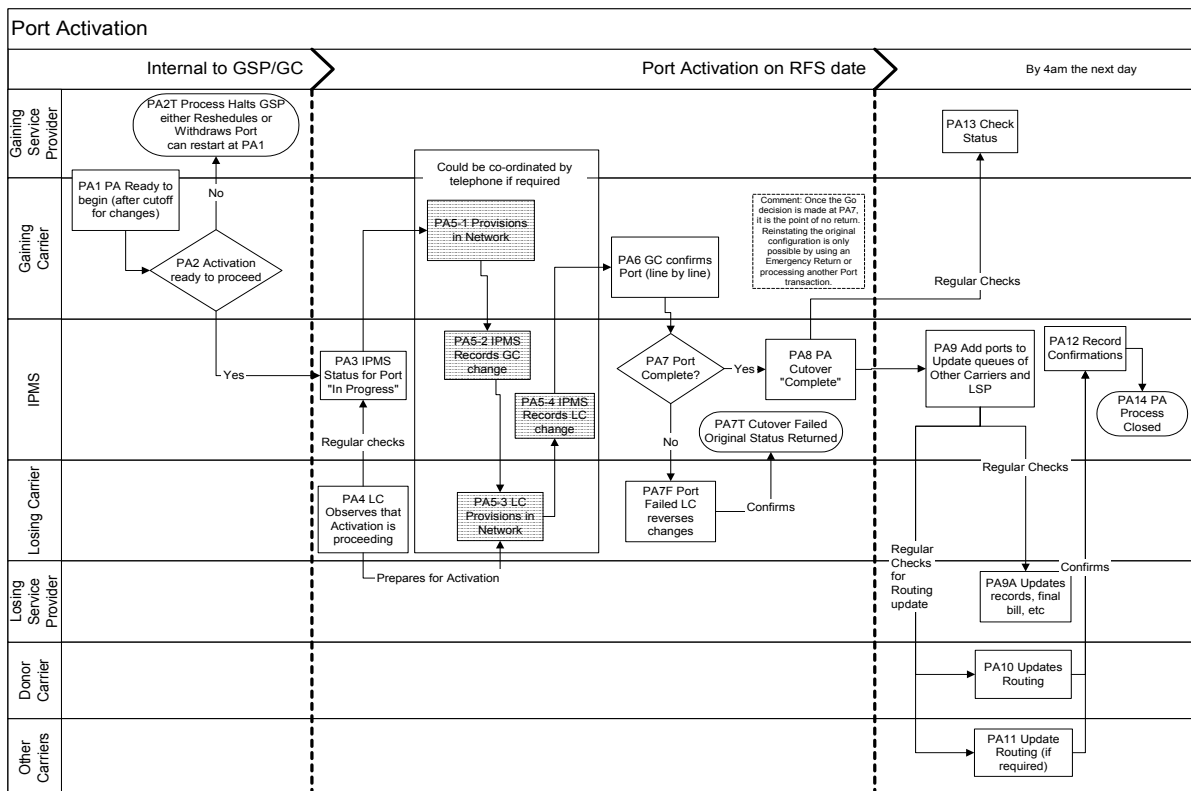 Port Activation
Internal to GSP/GC
Port Activation on RFS date
By 4am the next day
Gaining
Service
Provider
PA2T Process Halts GSP
either Reshedules or
Withdraws Port
can restart at PA1
Could be co-ordinated by
telephone if required
PA13 Check
Status
Gaining
Carrier
PA1 PA Ready to
begin (after cutoff
for changes)
No
PA2 Activation
ready to proceed
PA5-1 Provisions
in Network
PA6 GC confirms
Port (line by line)
Comment: Once the Go
decision is made at PA7,
it is the point of no return.
Reinstating the original
configuration is only
possible by using an
Emergency Return or
processing another Port
transaction.
Regular Checks
IPMS
Yes
PA3 IPMS
Status for Port
"In Progress"
Regular checks
PA5-2 IPMS
Records GC
change
PA5-4 IPMS
Records LC
change
PA7 Port
Complete?
Yes
No
PA8 PA
Cutover
"Complete"
PA7T Cutover Failed
Original Status Returned
PA9 Add ports to
Update queues of
Other Carriers and
LSP
PA12 Record
Confirmations
PA14 PA
Process
Closed
Regular Checks
Losing Carrier
PA4 LC
Observes that
Activation is
proceeding
PA5-3 LC
Provisions in
Network
PA7F Port
Failed LC
reverses
changes
Confirms
Prepares for Activation
Regular
Checks
for
Routing
update
Losing
Service
Provider
Confirms
PA9A Updates
records, final
bill, etc
Donor
Carrier
PA10 Updates
Routing
Other
Carriers
PA11 Update
Routing (if
required)